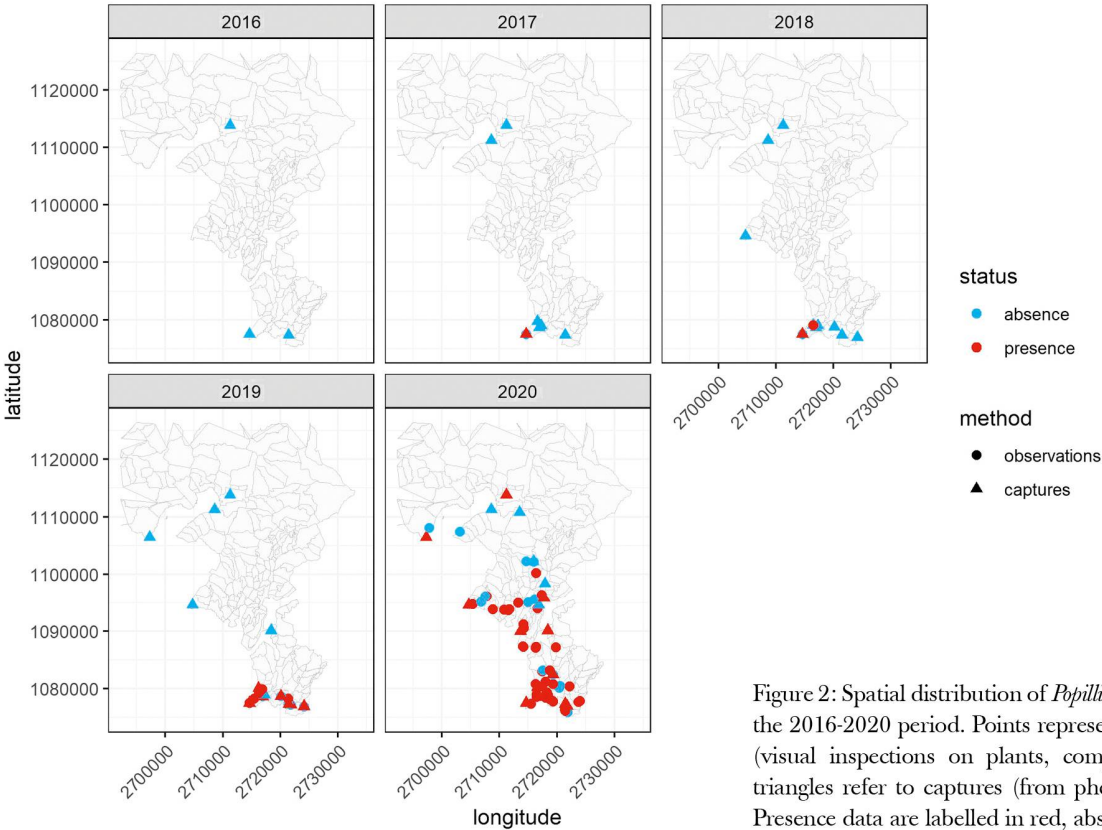 2016
2017
2018
1120000
1110000
1100000
1090000
1080000
2700000
2710000
2720000
2730000
2019
2020
1120000
1110000
1100000
1090000
1080000
2700000
2710000
2720000
2730000
2700000
2710000
2720000
2730000
latitude
longitude
status
absence
presence
method
observations
captures
Figure 2: Spatial distribution of Popilli
the 2016-2020 period. Points represe
(visual inspections on plants, com
triangles refer to captures (from phe
Presence data are labelled in red, abs